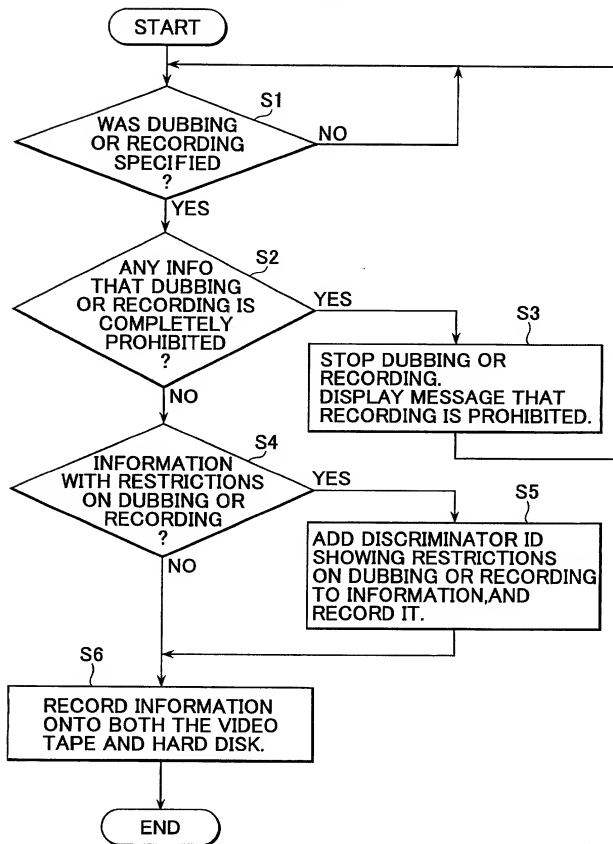 START
S1
WAS DUBBING
OR RECORDING
SPECIFIED
?
NO
YES
S2
ANY INFO
THAT DUBBING
OR RECORDING IS
COMPLETELY
PROHIBITED
?
YES
NO
S3
STOP DUBBING OR
RECORDING.
DISPLAY MESSAGE THAT
RECORDING IS PROHIBITED.
S4
INFORMATION
WITH RESTRICTIONS
ON DUBBING OR
RECORDING
?
YES
NO
S5
ADD DISCRIMINATOR ID
SHOWING RESTRICTIONS
ON DUBBING OR RECORDING
TO INFORMATION,AND
RECORD IT.
S6
RECORD INFORMATION
ONTO BOTH THE VIDEO
TAPE AND HARD DISK.
END